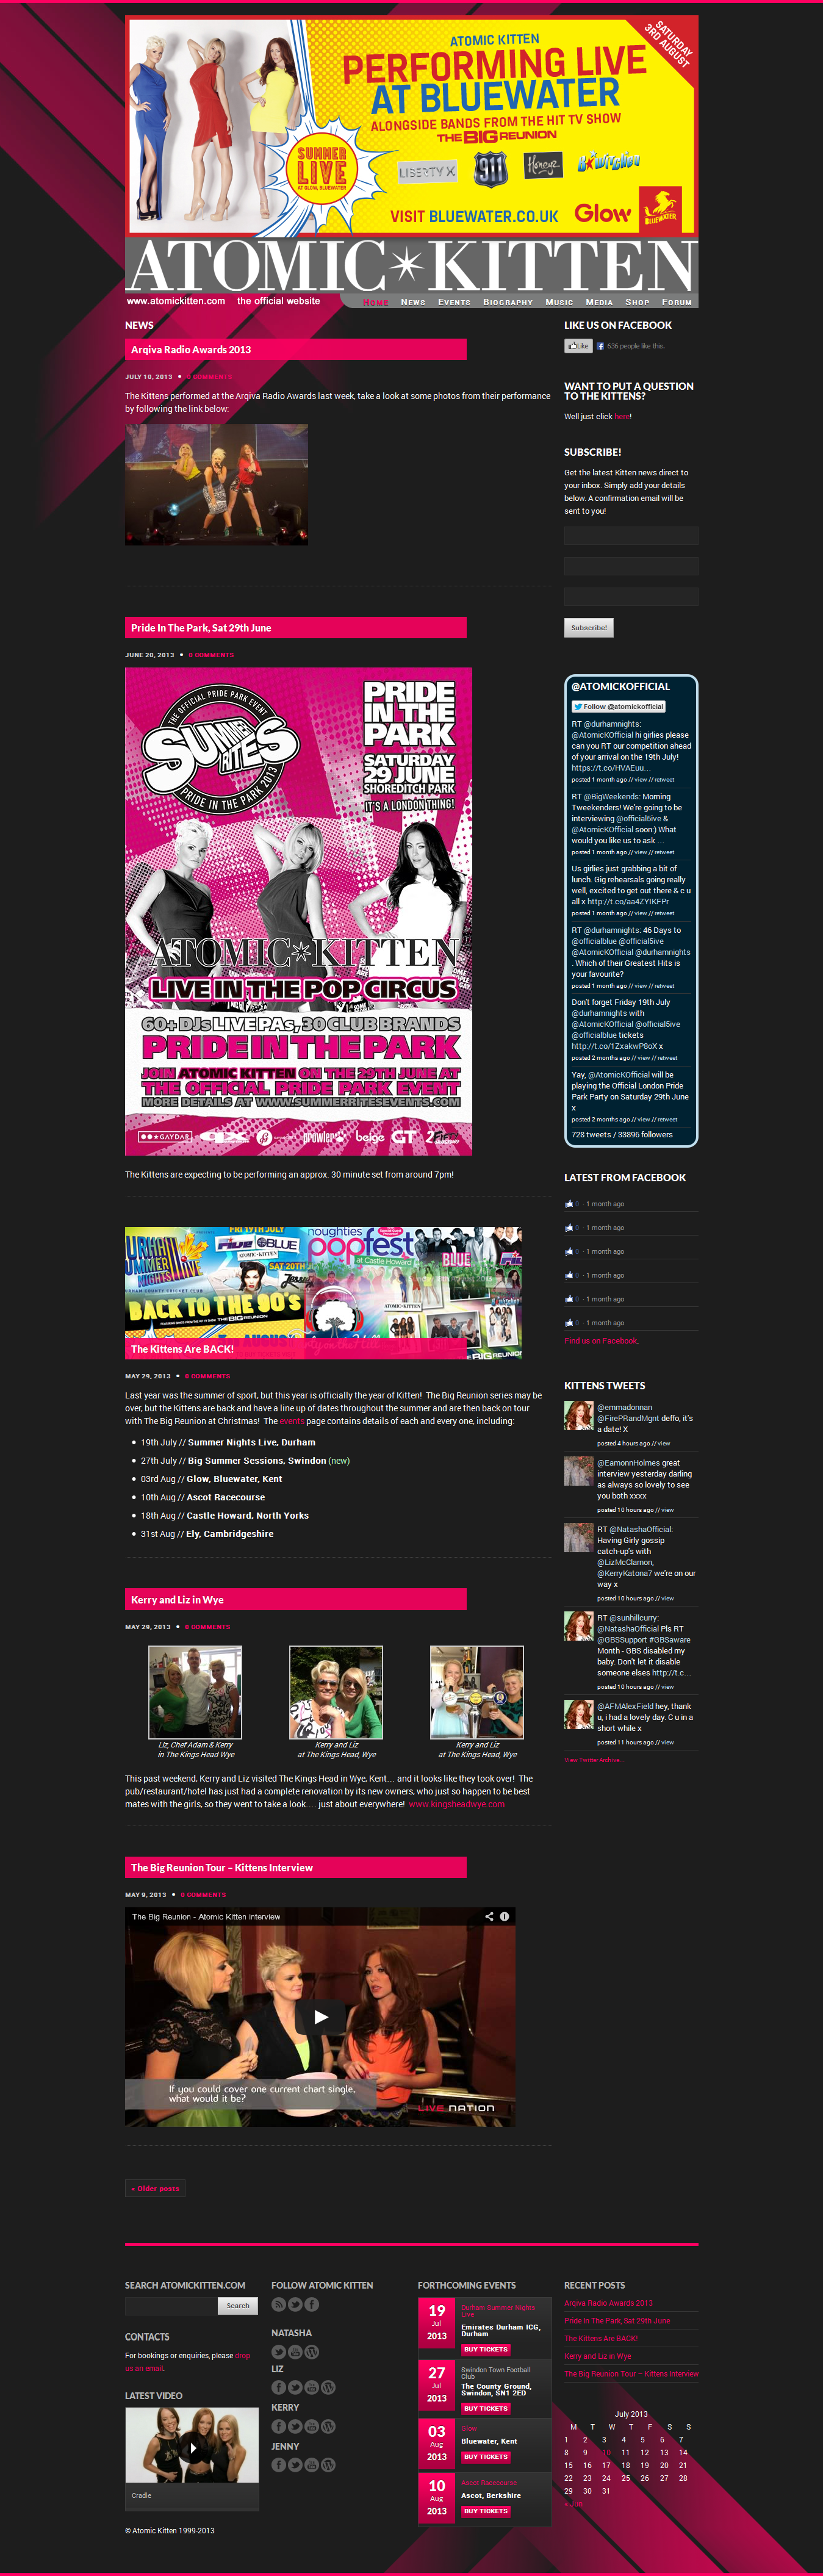 SATURDAY
3RD AUGUST
ATOMIC KITTEN
PERFORMING LIVE
AT BLUEWATER
ALONGSIDE BANDS FROM THE HIT TV SHOW
THE BIG REUNION
SUMMER
LIVE
AT GLOW, BLUEWATER
LIBERTY X
911
Honeyz
B*Witched
VISIT BLUEWATER.CO.UK
Glow
BLUEWATER
ATOMIC KITTEN
www.atomickitten.com the official website
Home News Events Biography Music Media Shop Forum
NEWS
Arqiva Radio Awards 2013
JULY 10, 2013 • 0 COMMENTS
The Kittens performed at the Arqiva Radio Awards last week, take a look at some photos from their performance
by following the link below:
Pride In The Park, Sat 29th June
JUNE 20, 2013 • 0 COMMENTS
THE OFFICIAL PRIDE PARK EVENT
SUMMER
RITES
PRIDE IN THE PARK 2013
PRIDE
IN THE
PARK
SATURDAY
29 JUNE
SHOREDITCH PARK
IT'S A LONDON THING!
ATOMIC KITTEN
LIVE IN THE POP CIRCUS
60+ DJs LIVE PAs, 30 CLUB BRANDS
PRIDE IN THE PARK
JOIN ATOMIC KITTEN ON THE 29TH JUNE AT
THE OFFICIAL PRIDE PARK EVENT
MORE DETAILS AT WWW.SUMMERRITESEVENTS.COM
GAYDAR
prowler
beige
GT
The Kittens are expecting to be performing an approx. 30 minute set from around 7pm!
FRI 19TH JULY
BLUE
BACK TO THE 90'S
noughties
popfest
at Castle Howard
BLUE
The Kittens Are BACK!
MAY 29, 2013 • 6 COMMENTS
Last year was the summer of sport, but this year is officially the year of Kitten! The Big Reunion series may be
over, but the Kittens are back and have a line up of dates throughout the summer and are then back on tour
with The Big Reunion at Christmas! The events page contains details of each and every one, including:
• 19th July // Summer Nights Live, Durham
• 27th July // Big Summer Sessions, Swindon (new)
• 03rd Aug // Glow, Bluewater, Kent
• 10th Aug // Ascot Racecourse
• 18th Aug // Castle Howard, North Yorks
• 31st Aug // Ely, Cambridgeshire
Kerry and Liz in Wye
MAY 29, 2013 • 0 COMMENTS
Liz, Chef Adam & Kerry
in The Kings Head Wye
Kerry and Liz
at The Kings Head, Wye
Kerry and Liz
at The Kings Head, Wye
This past weekend, Kerry and Liz visited The Kings Head in Wye, Kent… and it looks like they took over! The
pub/restaurant/hotel has just had a complete renovation by its new owners, who just so happen to be best
mates with the girls, so they went to take a look…. just about everywhere! www.kingsheadwye.com
The Big Reunion Tour – Kittens Interview
MAY 9, 2013 • 0 COMMENTS
The Big Reunion - Atomic Kitten interview
If you could cover one current chart single,
what would it be?
LIVE NATION
« Older posts
LIKE US ON FACEBOOK
Like 636 people like this.
WANT TO PUT A QUESTION
TO THE KITTENS?
Well just click here!
SUBSCRIBE!
Get the latest Kitten news direct to
your inbox. Simply add your details
below. A confirmation email will be
sent to you!
Subscribe!
@ATOMICKOFFICIAL
Follow @atomickofficial
RT @durhamnights:
@AtomicKOfficial hi girlies please
can you RT our competition ahead
of your arrival on the 19th July!
https://t.co/HVAEuu…
posted 1 month ago // view // retweet
RT @BigWeekends: Morning
Tweekenders! We're going to be
interviewing @official5ive &
@AtomicKOfficial soon:) What
would you like us to ask …
posted 1 month ago // view // retweet
Us girlies just grabbing a bit of
lunch. Gig rehearsals going really
well, excited to get out there & c u
all x http://t.co/aa4ZYIKFPr
posted 1 month ago // view // retweet
RT @durhamnights: 46 Days to
@officialblue @official5ive
@AtomicKOfficial @durhamnights
. Which of their Greatest Hits is
your favourite?
posted 1 month ago // view // retweet
Don't forget Friday 19th July
@durhamnights with
@AtomicKOfficial @official5ive
@officialblue tickets
http://t.co/1ZxakwP8oX x
posted 2 months ago // view // retweet
Yay, @AtomicKOfficial will be
playing the Official London Pride
Park Party on Saturday 29th June
x
posted 2 months ago // view // retweet
728 tweets / 33896 followers
LATEST FROM FACEBOOK
0 · 1 month ago
0 · 1 month ago
0 · 1 month ago
0 · 1 month ago
0 · 1 month ago
0 · 1 month ago
Find us on Facebook.
KITTENS TWEETS
@emmadonnan
@FirePRandMgnt deffo, it's
a date! X
posted 4 hours ago // view
@EamonnHolmes great
interview yesterday darling
as always so lovely to see
you both xxxx
posted 10 hours ago // view
RT @NatashaOfficial:
Having Girly gossip
catch-up's with
@LizMcClarnon,
@KerryKatona7 we're on our
way x
posted 10 hours ago // view
RT @sunhillcurry:
@NatashaOfficial Pls RT
@GBSSupport #GBSaware
Month - GBS disabled my
baby. Don't let it disable
someone elses http://t.c…
posted 10 hours ago // view
@AFMAlexField hey, thank
u, i had a lovely day. C u in a
short while x
posted 11 hours ago // view
View Twitter Archive...
SEARCH ATOMICKITTEN.COM
Search
CONTACTS
For bookings or enquiries, please drop
us an email.
LATEST VIDEO
Cradle
© Atomic Kitten 1999-2013
FOLLOW ATOMIC KITTEN
NATASHA
LIZ
KERRY
JENNY
FORTHCOMING EVENTS
19
Jul
2013
Durham Summer Nights
Live
Emirates Durham ICG,
Durham
BUY TICKETS
27
Jul
2013
Swindon Town Football
Club
The County Ground,
Swindon, SN1 2ED
BUY TICKETS
03
Aug
2013
Glow
Bluewater, Kent
BUY TICKETS
10
Aug
2013
Ascot Racecourse
Ascot, Berkshire
BUY TICKETS
RECENT POSTS
Arqiva Radio Awards 2013
Pride In The Park, Sat 29th June
The Kittens Are BACK!
Kerry and Liz in Wye
The Big Reunion Tour – Kittens Interview
July 2013
M T W T F S S
1 2 3 4 5 6 7
8 9 10 11 12 13 14
15 16 17 18 19 20 21
22 23 24 25 26 27 28
29 30 31
« Jun